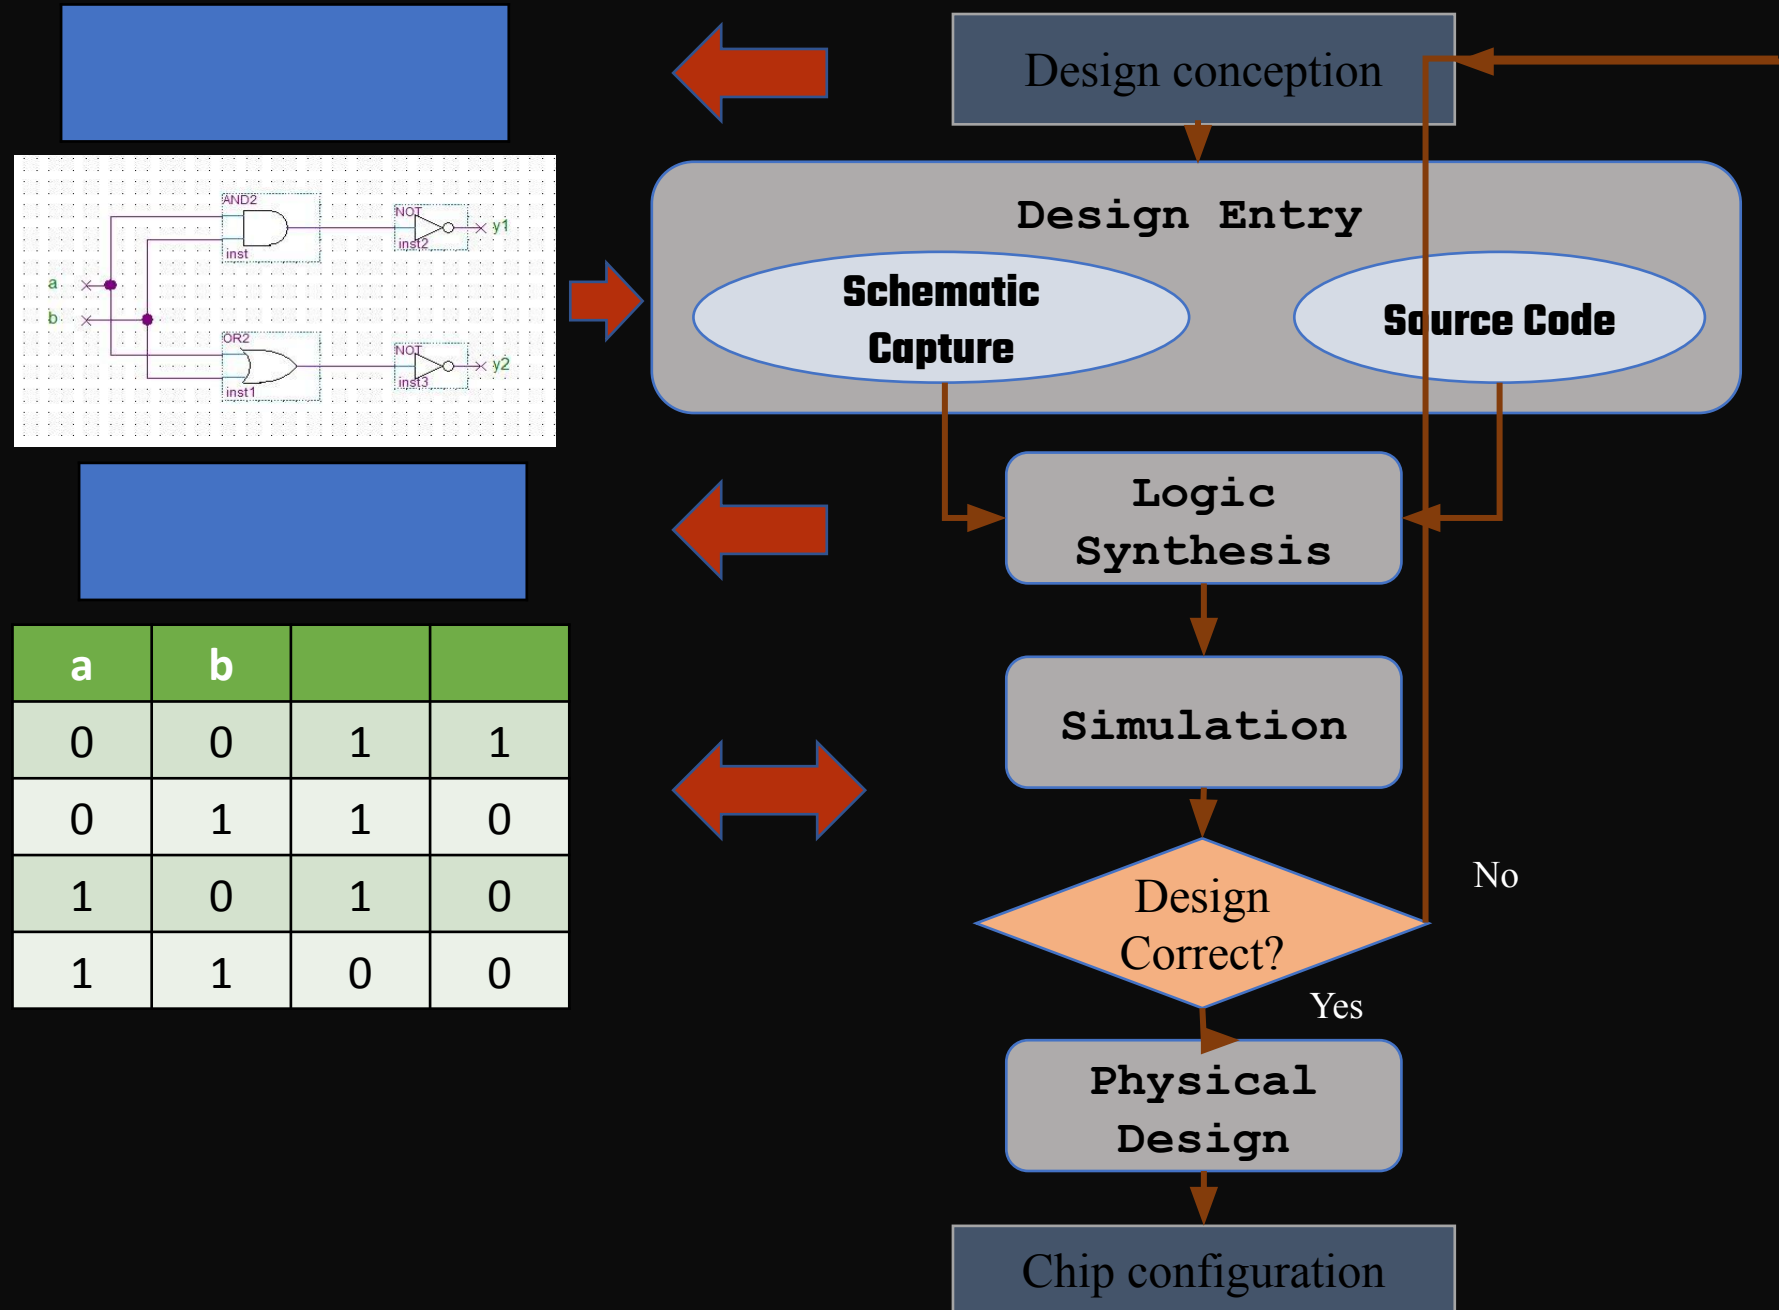 Design conception
AND2
NOT
y1
inst
inst2
a
b
OR2
NOT
y2
inst1
inst3
Design Entry
Schematic
Capture
Source Code
Logic
Synthesis
a b
0 0 1 1
0 1 1 0
1 0 1 0
1 1 0 0
Simulation
Design
Correct?
No
Yes
Physical
Design
Chip configuration